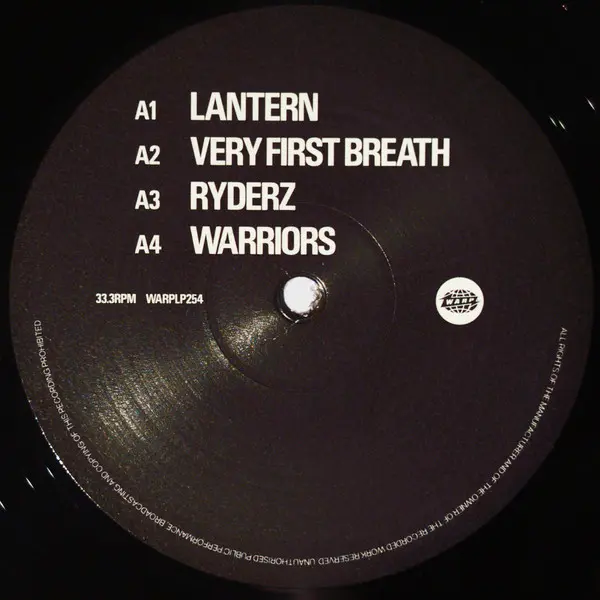 A1 LANTERN
A2 VERY FIRST BREATH
A3 RYDERZ
A4 WARRIORS
33.3RPM WARPLP254
WARP
ALL RIGHTS OF THE MANUFACTURER AND OF THE OWNER OF THE RECORDED WORK RESERVED. UNAUTHORISED PUBLIC PERFORMANCE BROADCASTING AND COPYING OF THIS RECORDING PROHIBITED